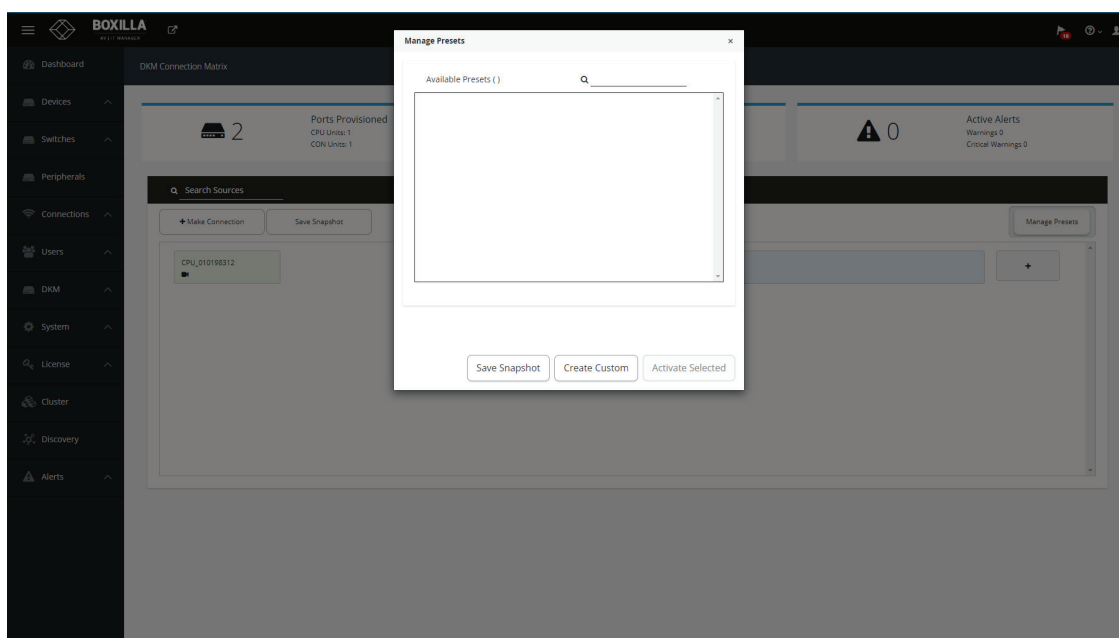 BOXILLA
Manage Presets
×
18
Dashboard
DKM Connection Matrix
Available Presets ( )
Devices
2
Ports Provisioned
CPU Units: 1
CON Units: 1
0
Active Alerts
Warnings 0
Critical Warnings 0
Switches
Peripherals
Search Sources
Connections
+ Make Connection
Save Snapshot
Manage Presets
Users
CPU_010198312
+
DKM
System
License
Save Snapshot
Create Custom
Activate Selected
Cluster
Discovery
Alerts